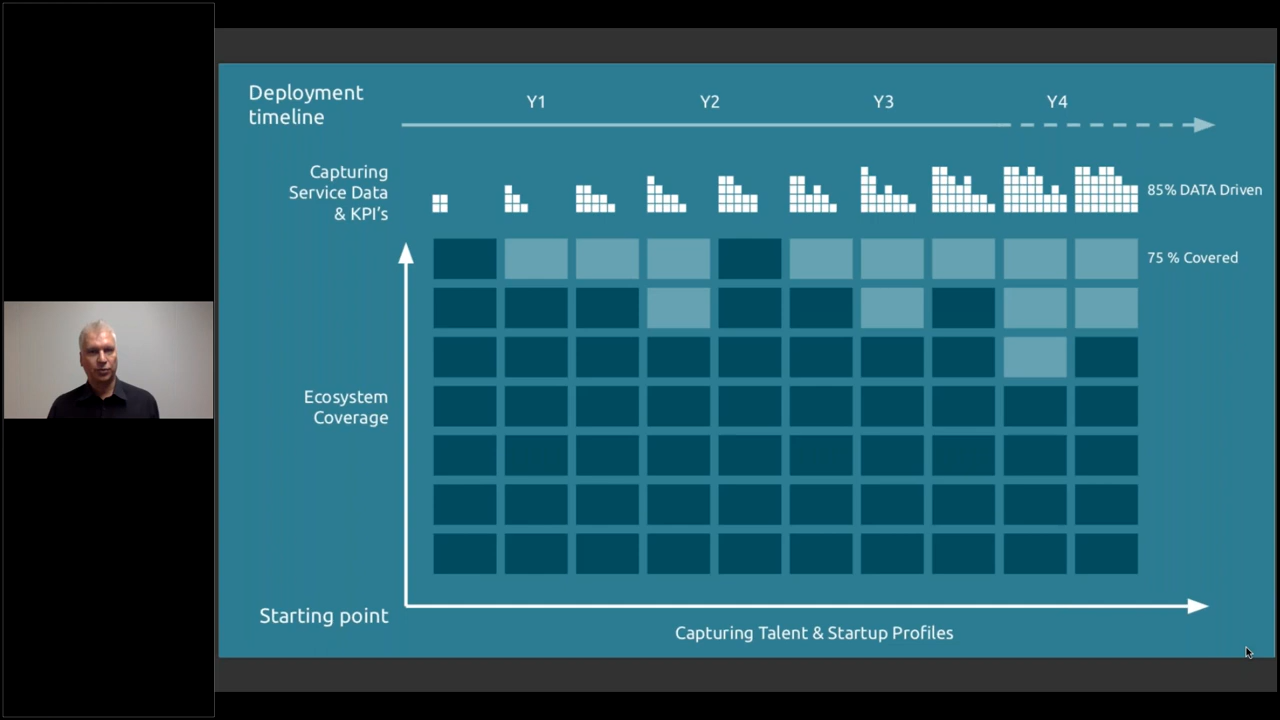 Deployment
timeline
Y1
Y2
Y3
Y4
Capturing
Service Data
& KPI's
85% DATA Driven
75 % Covered
Ecosystem
Coverage
Starting point
Capturing Talent & Startup Profiles